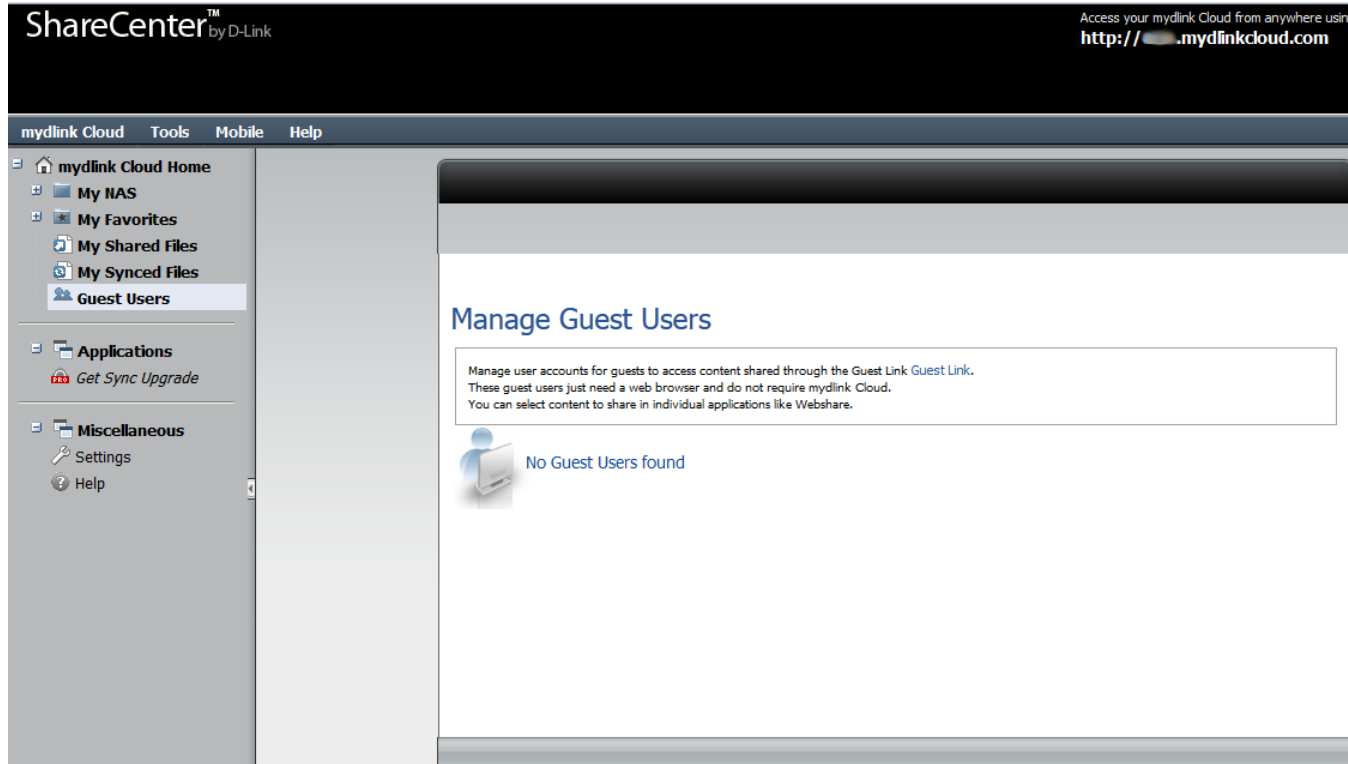 ShareCenter™ by D-Link
Access your mydlink Cloud from anywhere usin
http:// .mydlinkcloud.com
mydlink Cloud Tools Mobile Help
mydlink Cloud Home
My NAS
My Favorites
My Shared Files
My Synced Files
Guest Users
Applications
PRO Get Sync Upgrade
Miscellaneous
Settings
Help
Manage Guest Users
Manage user accounts for guests to access content shared through the Guest Link Guest Link.
These guest users just need a web browser and do not require mydlink Cloud.
You can select content to share in individual applications like Webshare.
No Guest Users found